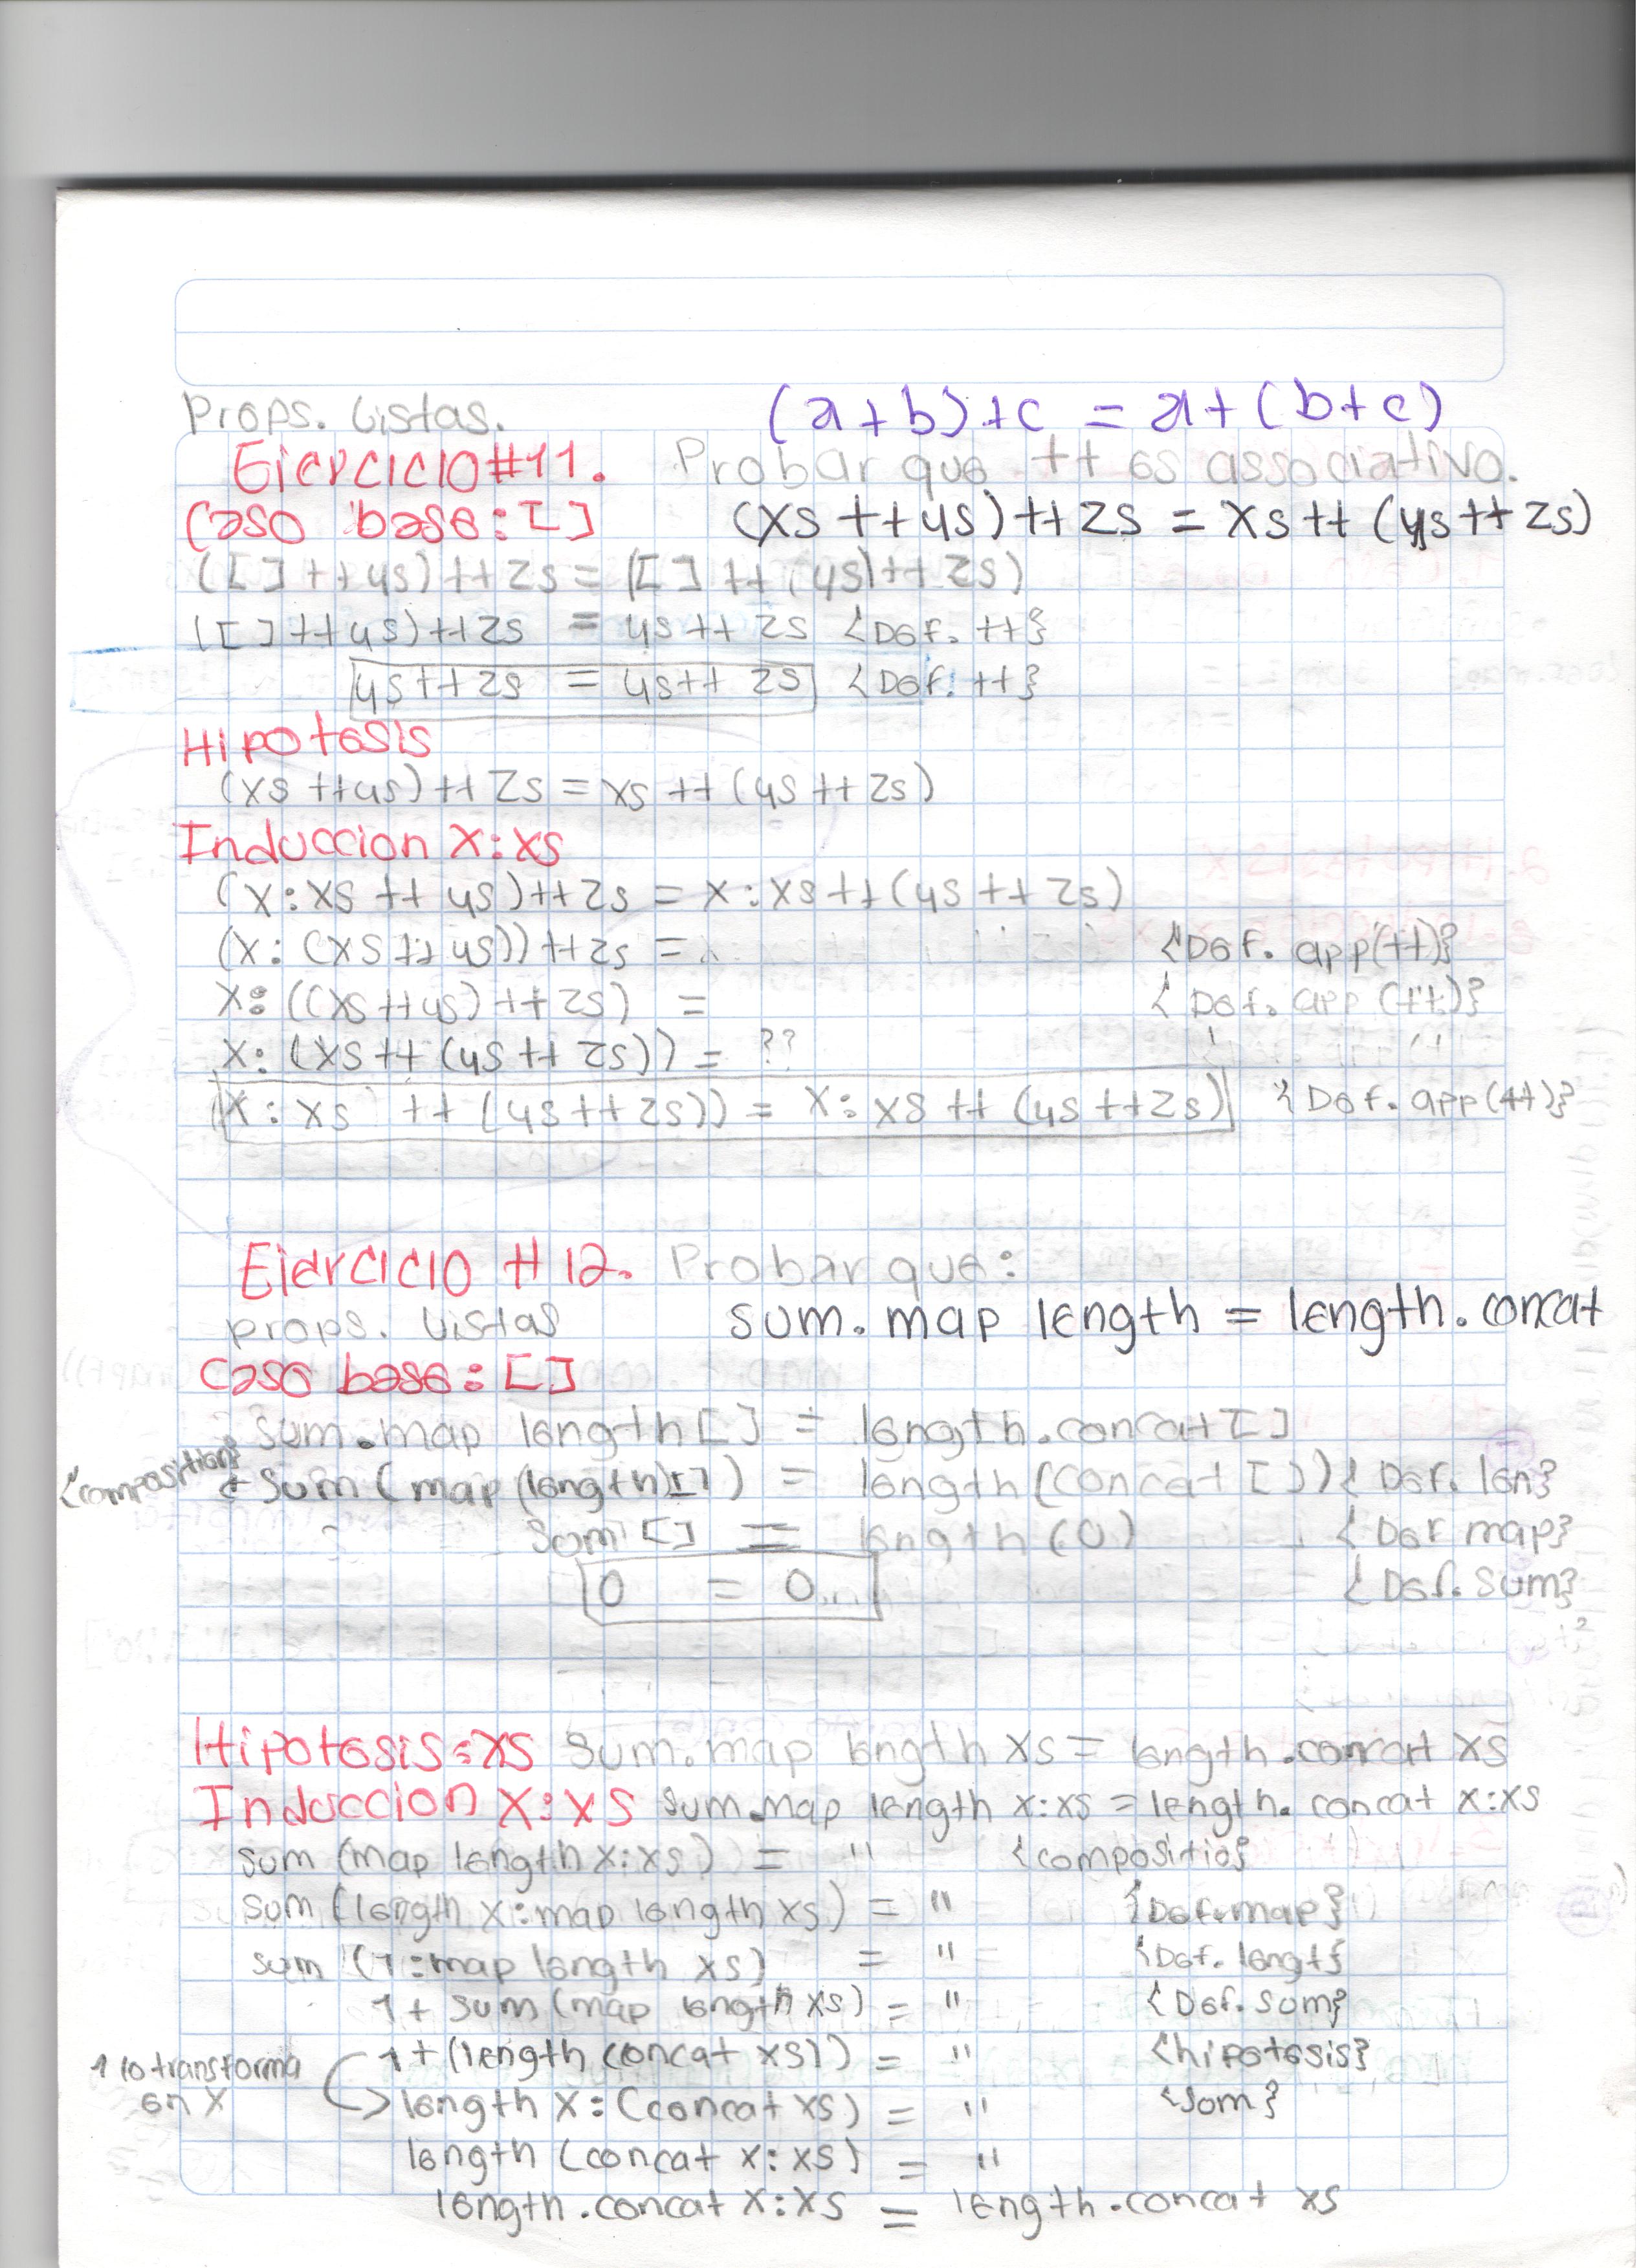 Props. Listas.
(a+b)+c = a+(b+c)
Ejercicio #11. Probar que ++ es associativo.
Caso base: []
(xs ++ ys) ++ zs = xs ++ (ys ++ zs)
([] ++ ys) ++ zs = [] ++ (ys) ++ zs)
([] ++ ys) ++ zs = ys ++ zs {Def. ++}
ys ++ zs = ys ++ zs {Def. ++}
Hipotesis
(xs ++ ys) ++ zs = xs ++ (ys ++ zs)
Induccion x:xs
(x:xs ++ ys) ++ zs = x:xs ++ (ys ++ zs)
(x: (xs ++ ys)) ++ zs = {Def. app(++)}
x: ((xs ++ ys) ++ zs) = {Def. app (++)}
x: (xs ++ (ys ++ zs)) = ??
(x: xs ++ (ys ++ zs)) = x: xs ++ (ys ++ zs) {Def. app(++)}
Ejercicio #12. Probar que:
props. Listas sum. map length = length. concat
Caso base: []
sum. map length [] = length. concat []
{composition} sum ( map (length) [] ) = length (concat []) {Def. len}
sum [] = length (0) {Def map}
0 = 0 {Def. sum}
Hipotesis: xs sum. map length xs = length. concat xs
Induccion x:xs sum. map length x:xs = length. concat x:xs
sum (map length x:xs) = " {compositio}
sum (length x: map length xs) = " {Def. map}
sum (1: map length xs) = " {Def. lengt}
1 + sum (map length xs) = " {Def. sum}
1 + (length (concat xs)) = " {hipotesis}
1 lo transforma en x
length x: (concat xs) = " {som}
length (concat x:xs) = "
length. concat x:xs = length. concat xs